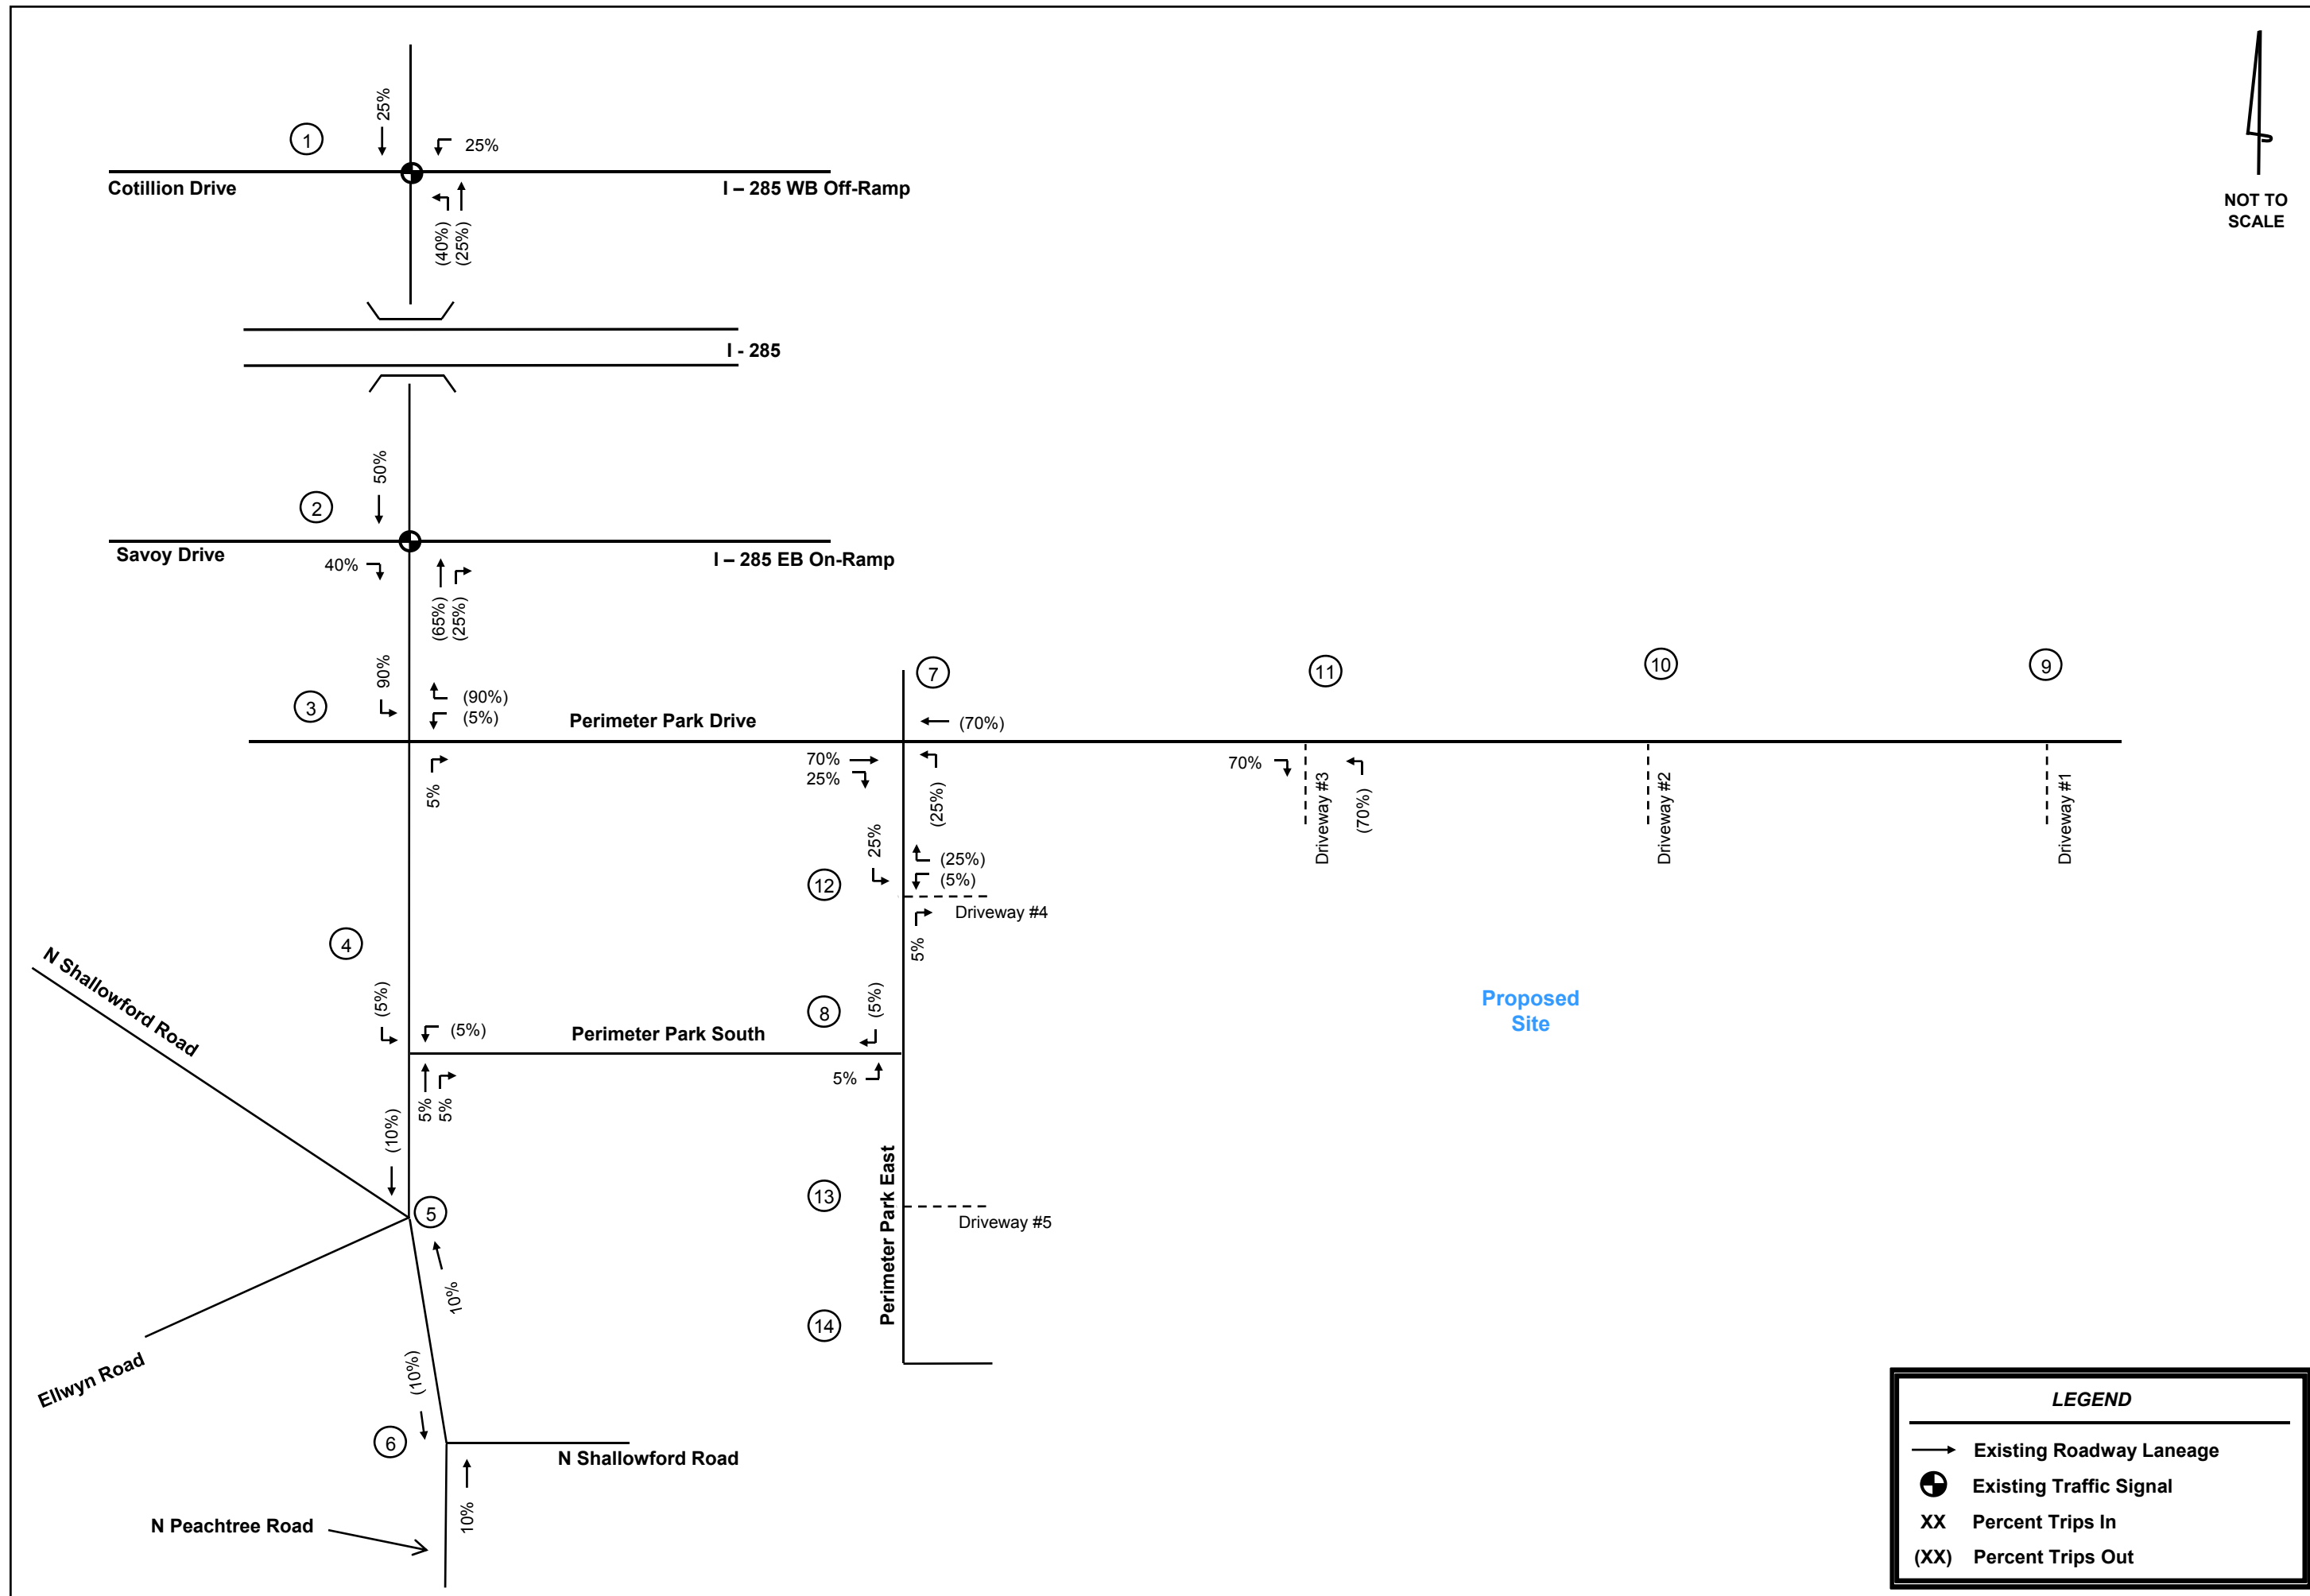 25%
1
25%
Cotillion Drive
I – 285 WB Off-Ramp
(40%)
(25%)
NOT TO
SCALE
I - 285
50%
2
Savoy Drive
I – 285 EB On-Ramp
40%
(65%)
(25%)
90%
3
(90%)
(5%)
Perimeter Park Drive
5%
7
(70%)
70%
25%
(25%)
11
10
9
70%
Driveway #3
(70%)
Driveway #2
Driveway #1
25%
12
(25%)
(5%)
Driveway #4
5%
4
N Shallowford Road
(5%)
(5%)
Perimeter Park South
8
(5%)
5%
5%
5%
Proposed
Site
(10%)
5
10%
Perimeter Park East
13
Driveway #5
14
Ellwyn Road
(10%)
6
N Shallowford Road
10%
N Peachtree Road
LEGEND
Existing Roadway Laneage
Existing Traffic Signal
XX Percent Trips In
(XX) Percent Trips Out